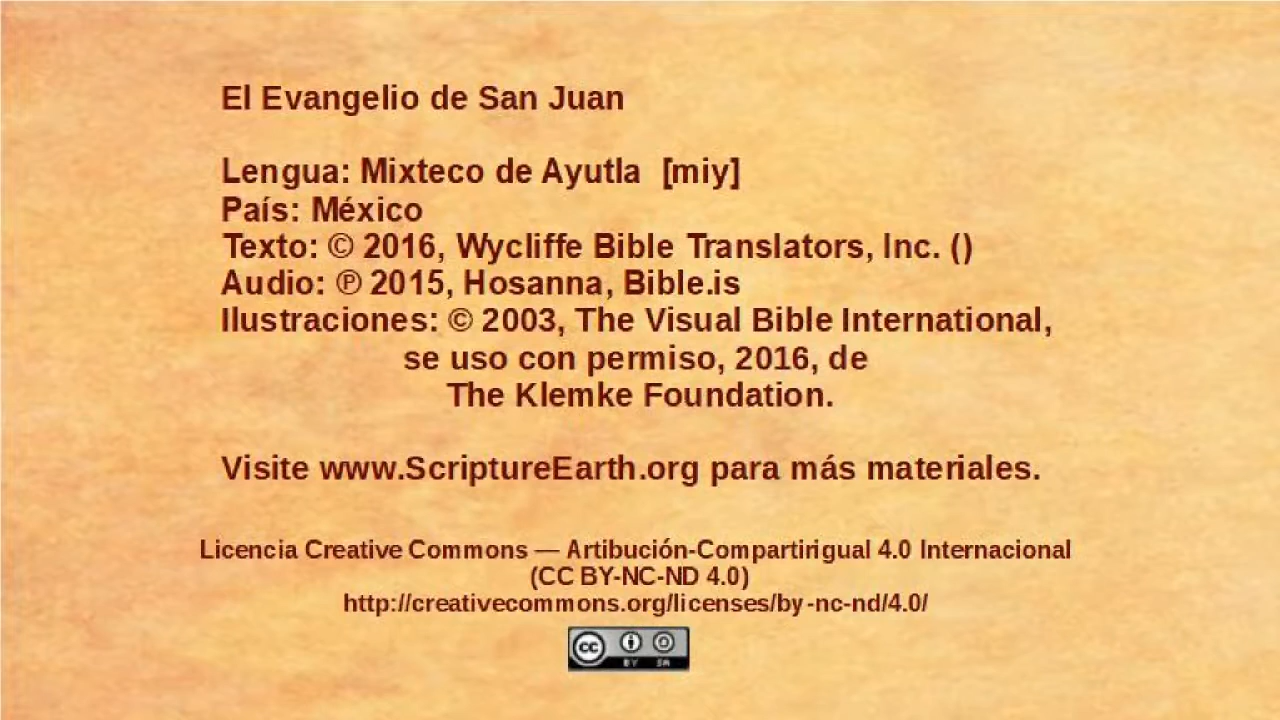 El Evangelio de San Juan
Lengua: Mixteco de Ayutla [miy]
País: México
Texto: © 2016, Wycliffe Bible Translators, Inc. ()
Audio: ℗ 2015, Hosanna, Bible.is
Ilustraciones: © 2003, The Visual Bible International,
se uso con permiso, 2016, de
The Klemke Foundation.
Visite www.ScriptureEarth.org para más materiales.
Licencia Creative Commons — Artibución-Compartirigual 4.0 Internacional
(CC BY-NC-ND 4.0)
http://creativecommons.org/licenses/by-nc-nd/4.0/
cc BY SA